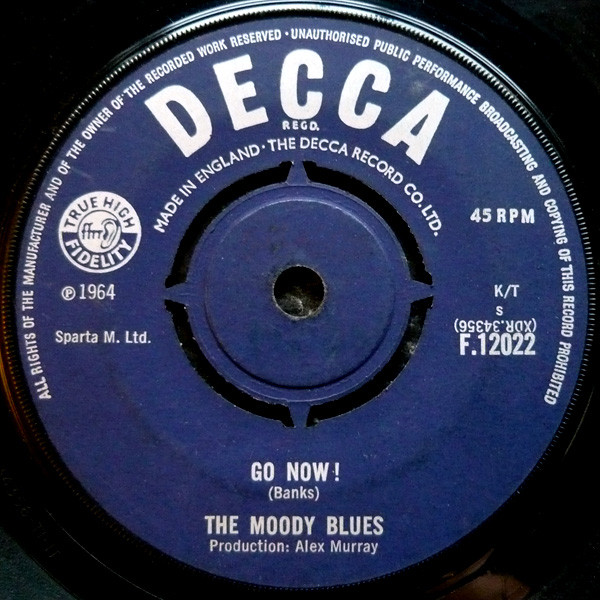 ALL RIGHTS OF THE MANUFACTURER AND OF THE OWNER OF THE RECORDED WORK RESERVED · UNAUTHORISED PUBLIC PERFORMANCE BROADCASTING AND COPYING OF THIS RECORD PROHIBITED
DECCA
REGD.
MADE IN ENGLAND · THE DECCA RECORD CO. LTD.
TRUE HIGH
ffrr
FIDELITY
45 RPM
℗ 1964
K/T
S
(XDR.34356)
Sparta M. Ltd.
F.12022
GO NOW!
(Banks)
THE MOODY BLUES
Production: Alex Murray